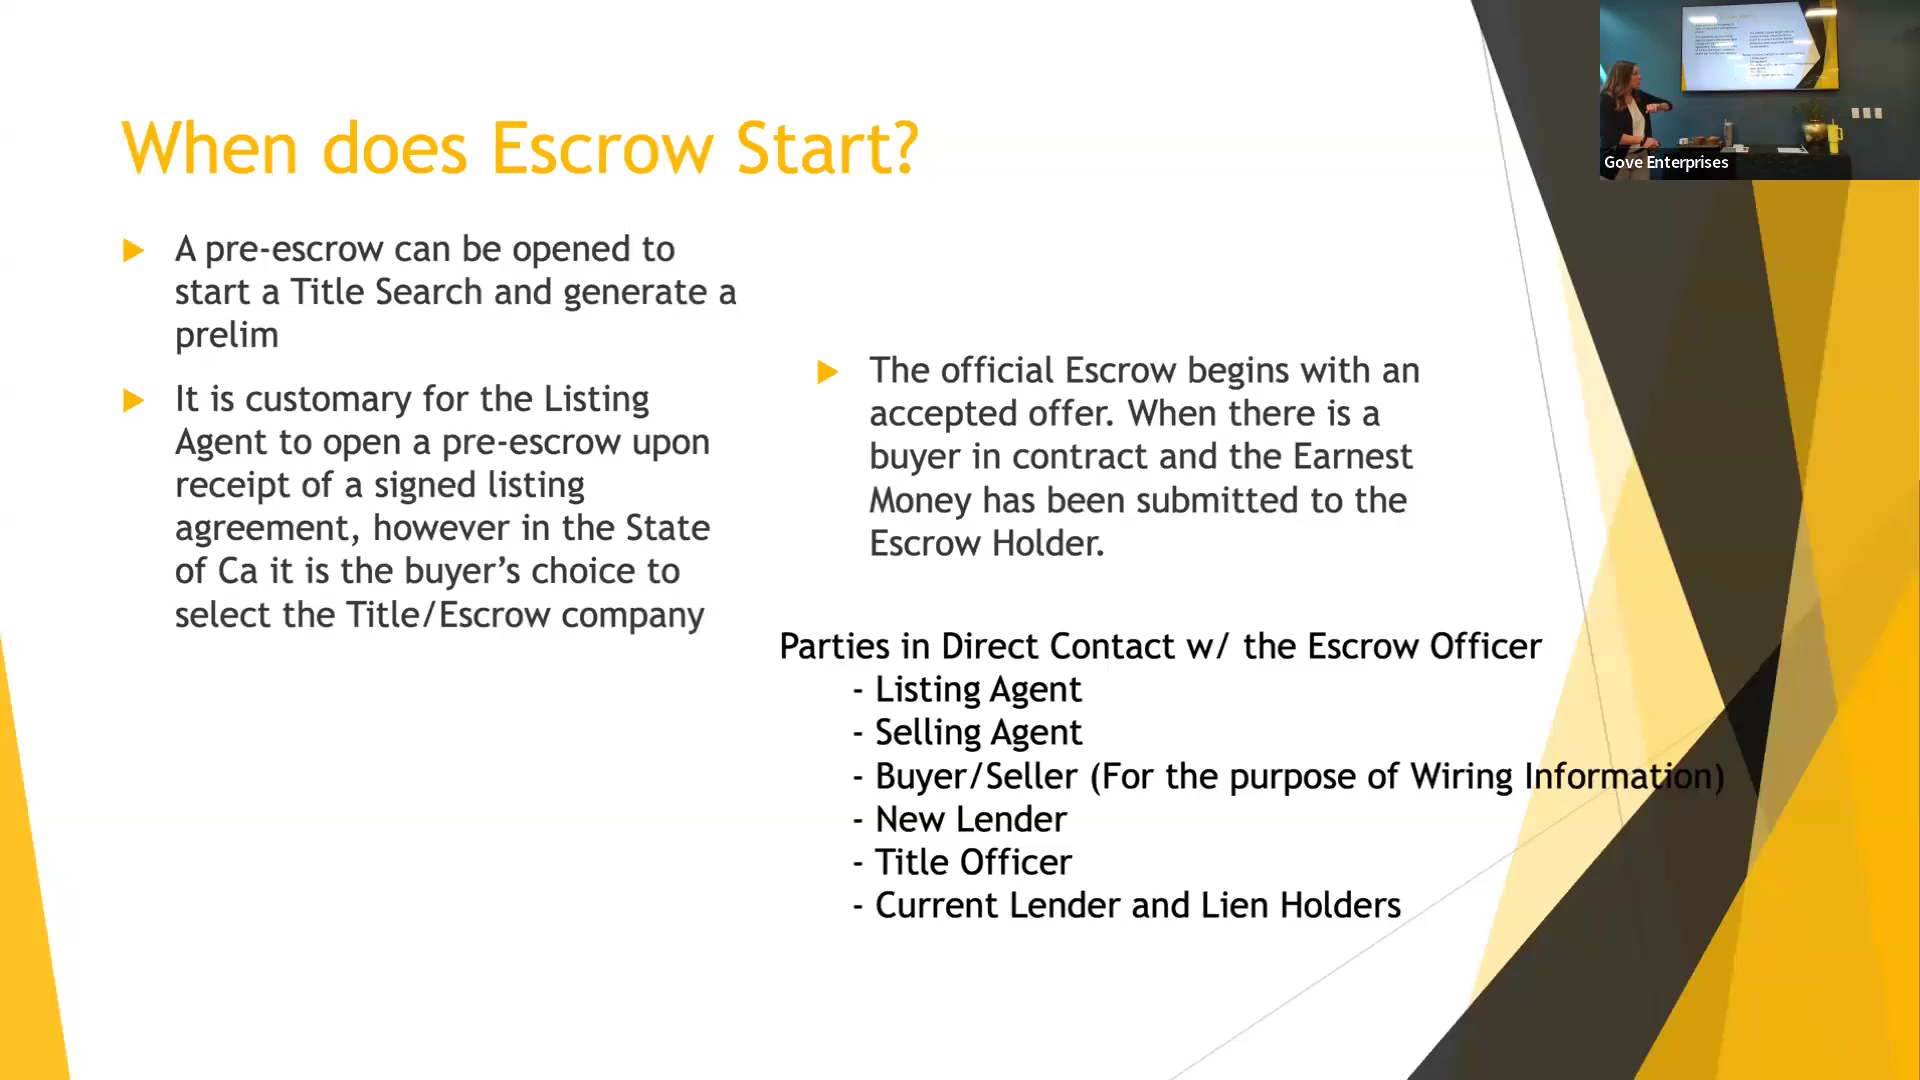 When does Escrow Start?
A pre-escrow can be opened to
start a Title Search and generate a
prelim
It is customary for the Listing
Agent to open a pre-escrow upon
receipt of a signed listing
agreement, however in the State
of Ca it is the buyer’s choice to
select the Title/Escrow company
The official Escrow begins with an
accepted offer. When there is a
buyer in contract and the Earnest
Money has been submitted to the
Escrow Holder.
Parties in Direct Contact w/ the Escrow Officer
- Listing Agent
- Selling Agent
- Buyer/Seller (For the purpose of Wiring Information)
- New Lender
- Title Officer
- Current Lender and Lien Holders
Gove Enterprises